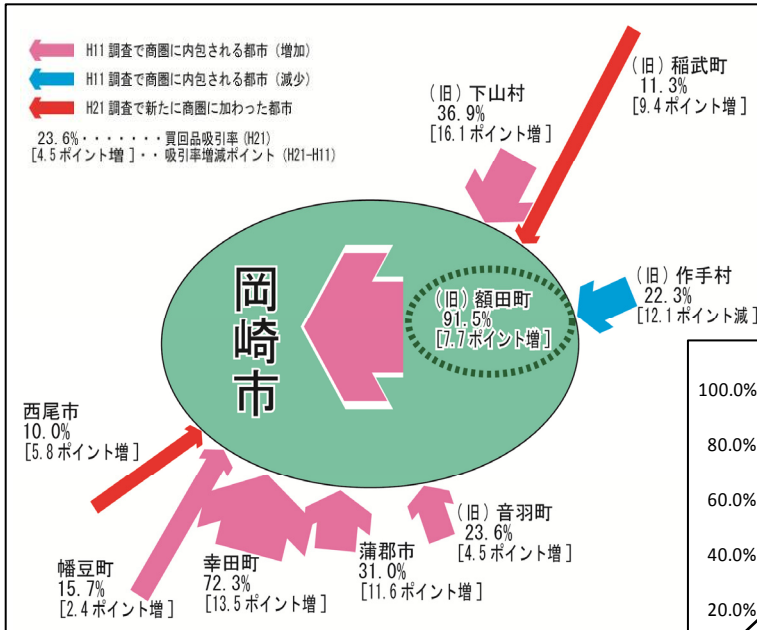 H11 調査で商圏に内包される都市（増加）
H11 調査で商圏に内包される都市（減少）
H21 調査で新たに商圏に加わった都市
23.6%・・・・・・・買回品吸引率（H21）
[4.5 ポイント増 ]・・吸引率増減ポイント（H21-H11）
（旧）稲武町
11.3%
[9.4 ポイント増 ]
（旧）下山村
36.9%
[16.1 ポイント増 ]
（旧）作手村
22.3%
[12.1 ポイント減 ]
（旧）額田町
91.5%
[7.7 ポイント増 ]
岡崎市
西尾市
10.0%
[5.8 ポイント増 ]
幡豆町
15.7%
[2.4 ポイント増 ]
幸田町
72.3%
[13.5 ポイント増 ]
蒲郡市
31.0%
[11.6 ポイント増 ]
（旧）音羽町
23.6%
[4.5 ポイント増 ]
100.0%
80.0%
60.0%
40.0%
20.0%